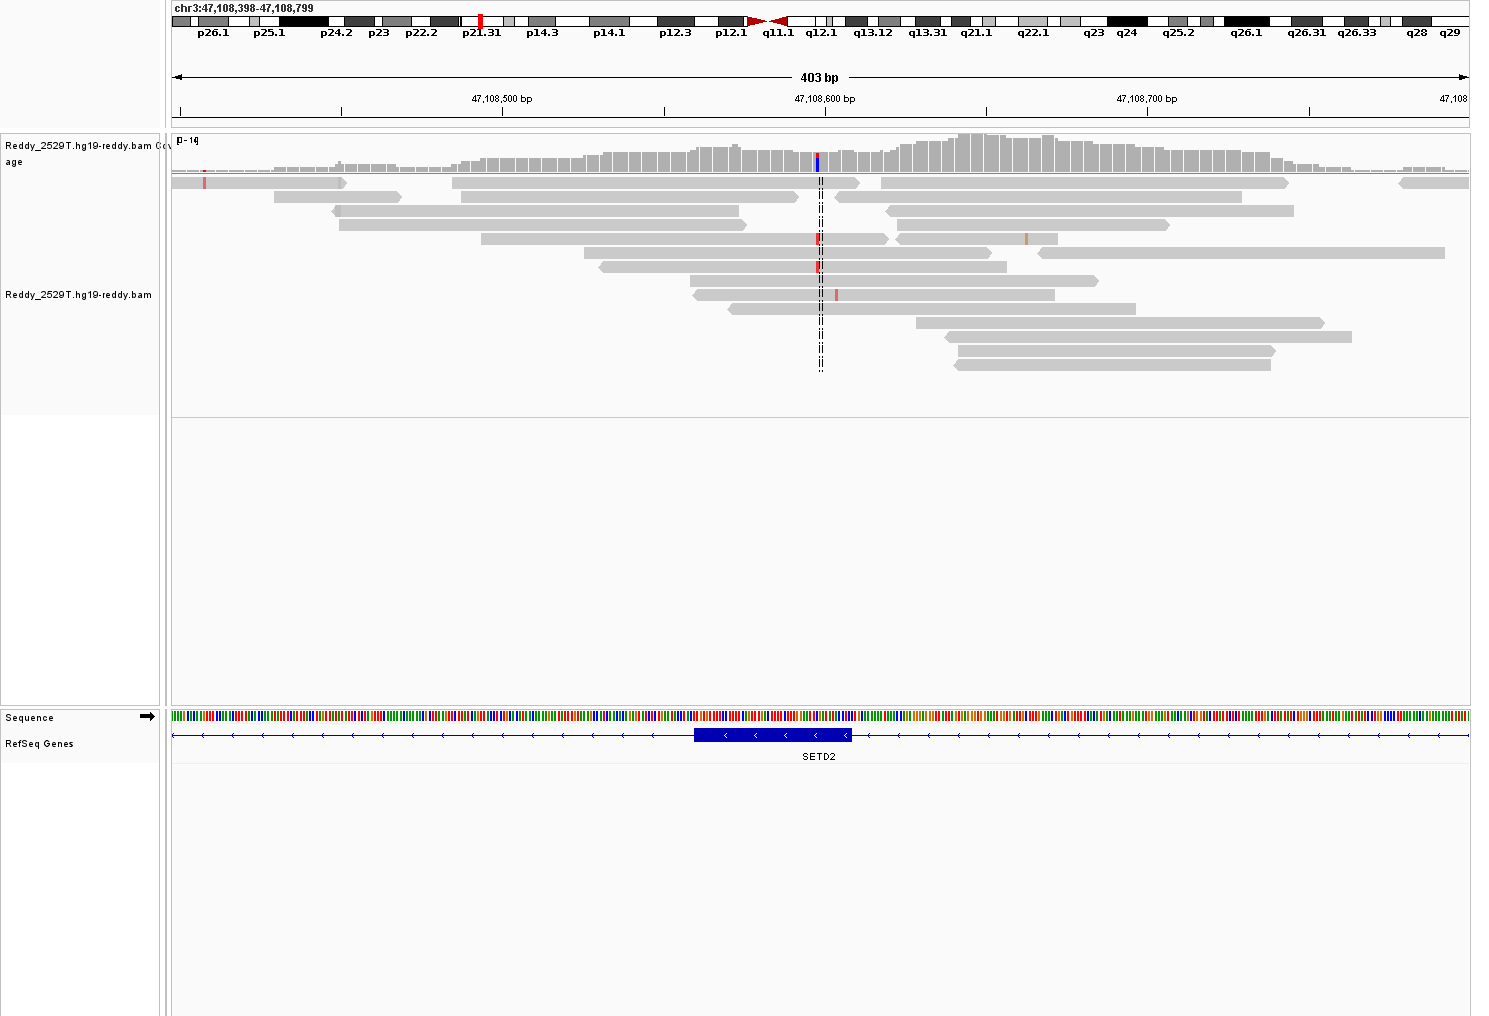 chr3:47,108,398-47,108,799
p26.1 p25.1 p24.2 p23 p22.2 p21.31 p14.3 p14.1 p12.3 p12.1 q11.1 q12.1 q13.12 q13.31 q21.1 q22.1 q23 q24 q25.2 q26.1 q26.31 q26.33 q28 q29
403 bp
47,108,500 bp 47,108,600 bp 47,108,700 bp 47,108
Reddy_2529T.hg19-reddy.bam Cov
age
[0 - 14]
Reddy_2529T.hg19-reddy.bam
Sequence
RefSeq Genes
SETD2